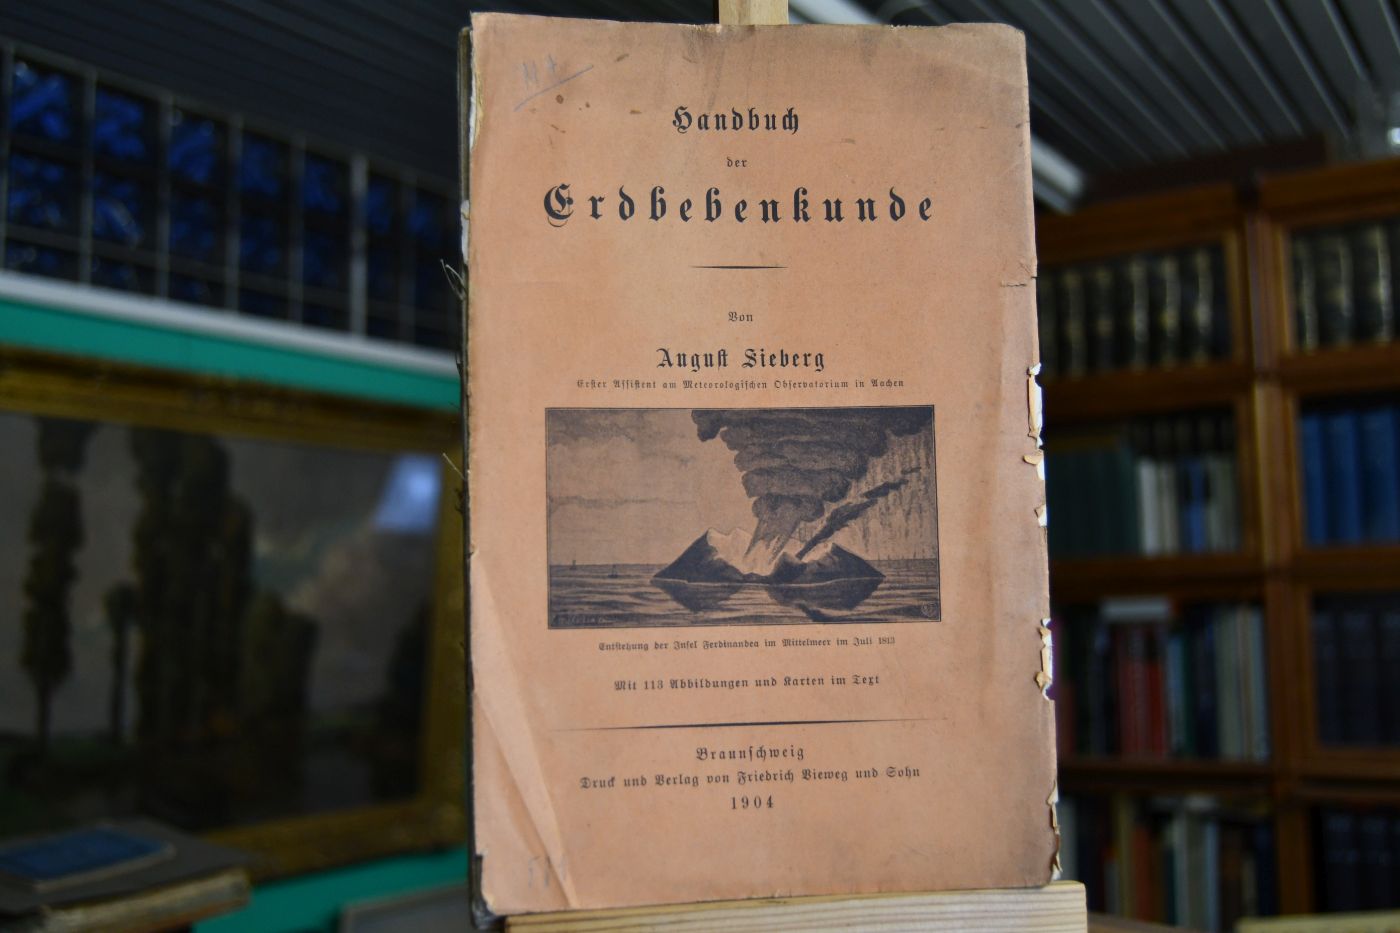 Handbuch
der
Erdbebenkunde
Von
August Sieberg
Erster Assistent am Meteorologischen Observatorium in Aachen
Entstehung der Insel Ferdinandea im Mittelmeer im Juli 1813
Mit 113 Abbildungen und Karten im Text
Braunschweig
Druck und Verlag von Friedrich Vieweg und Sohn
1904